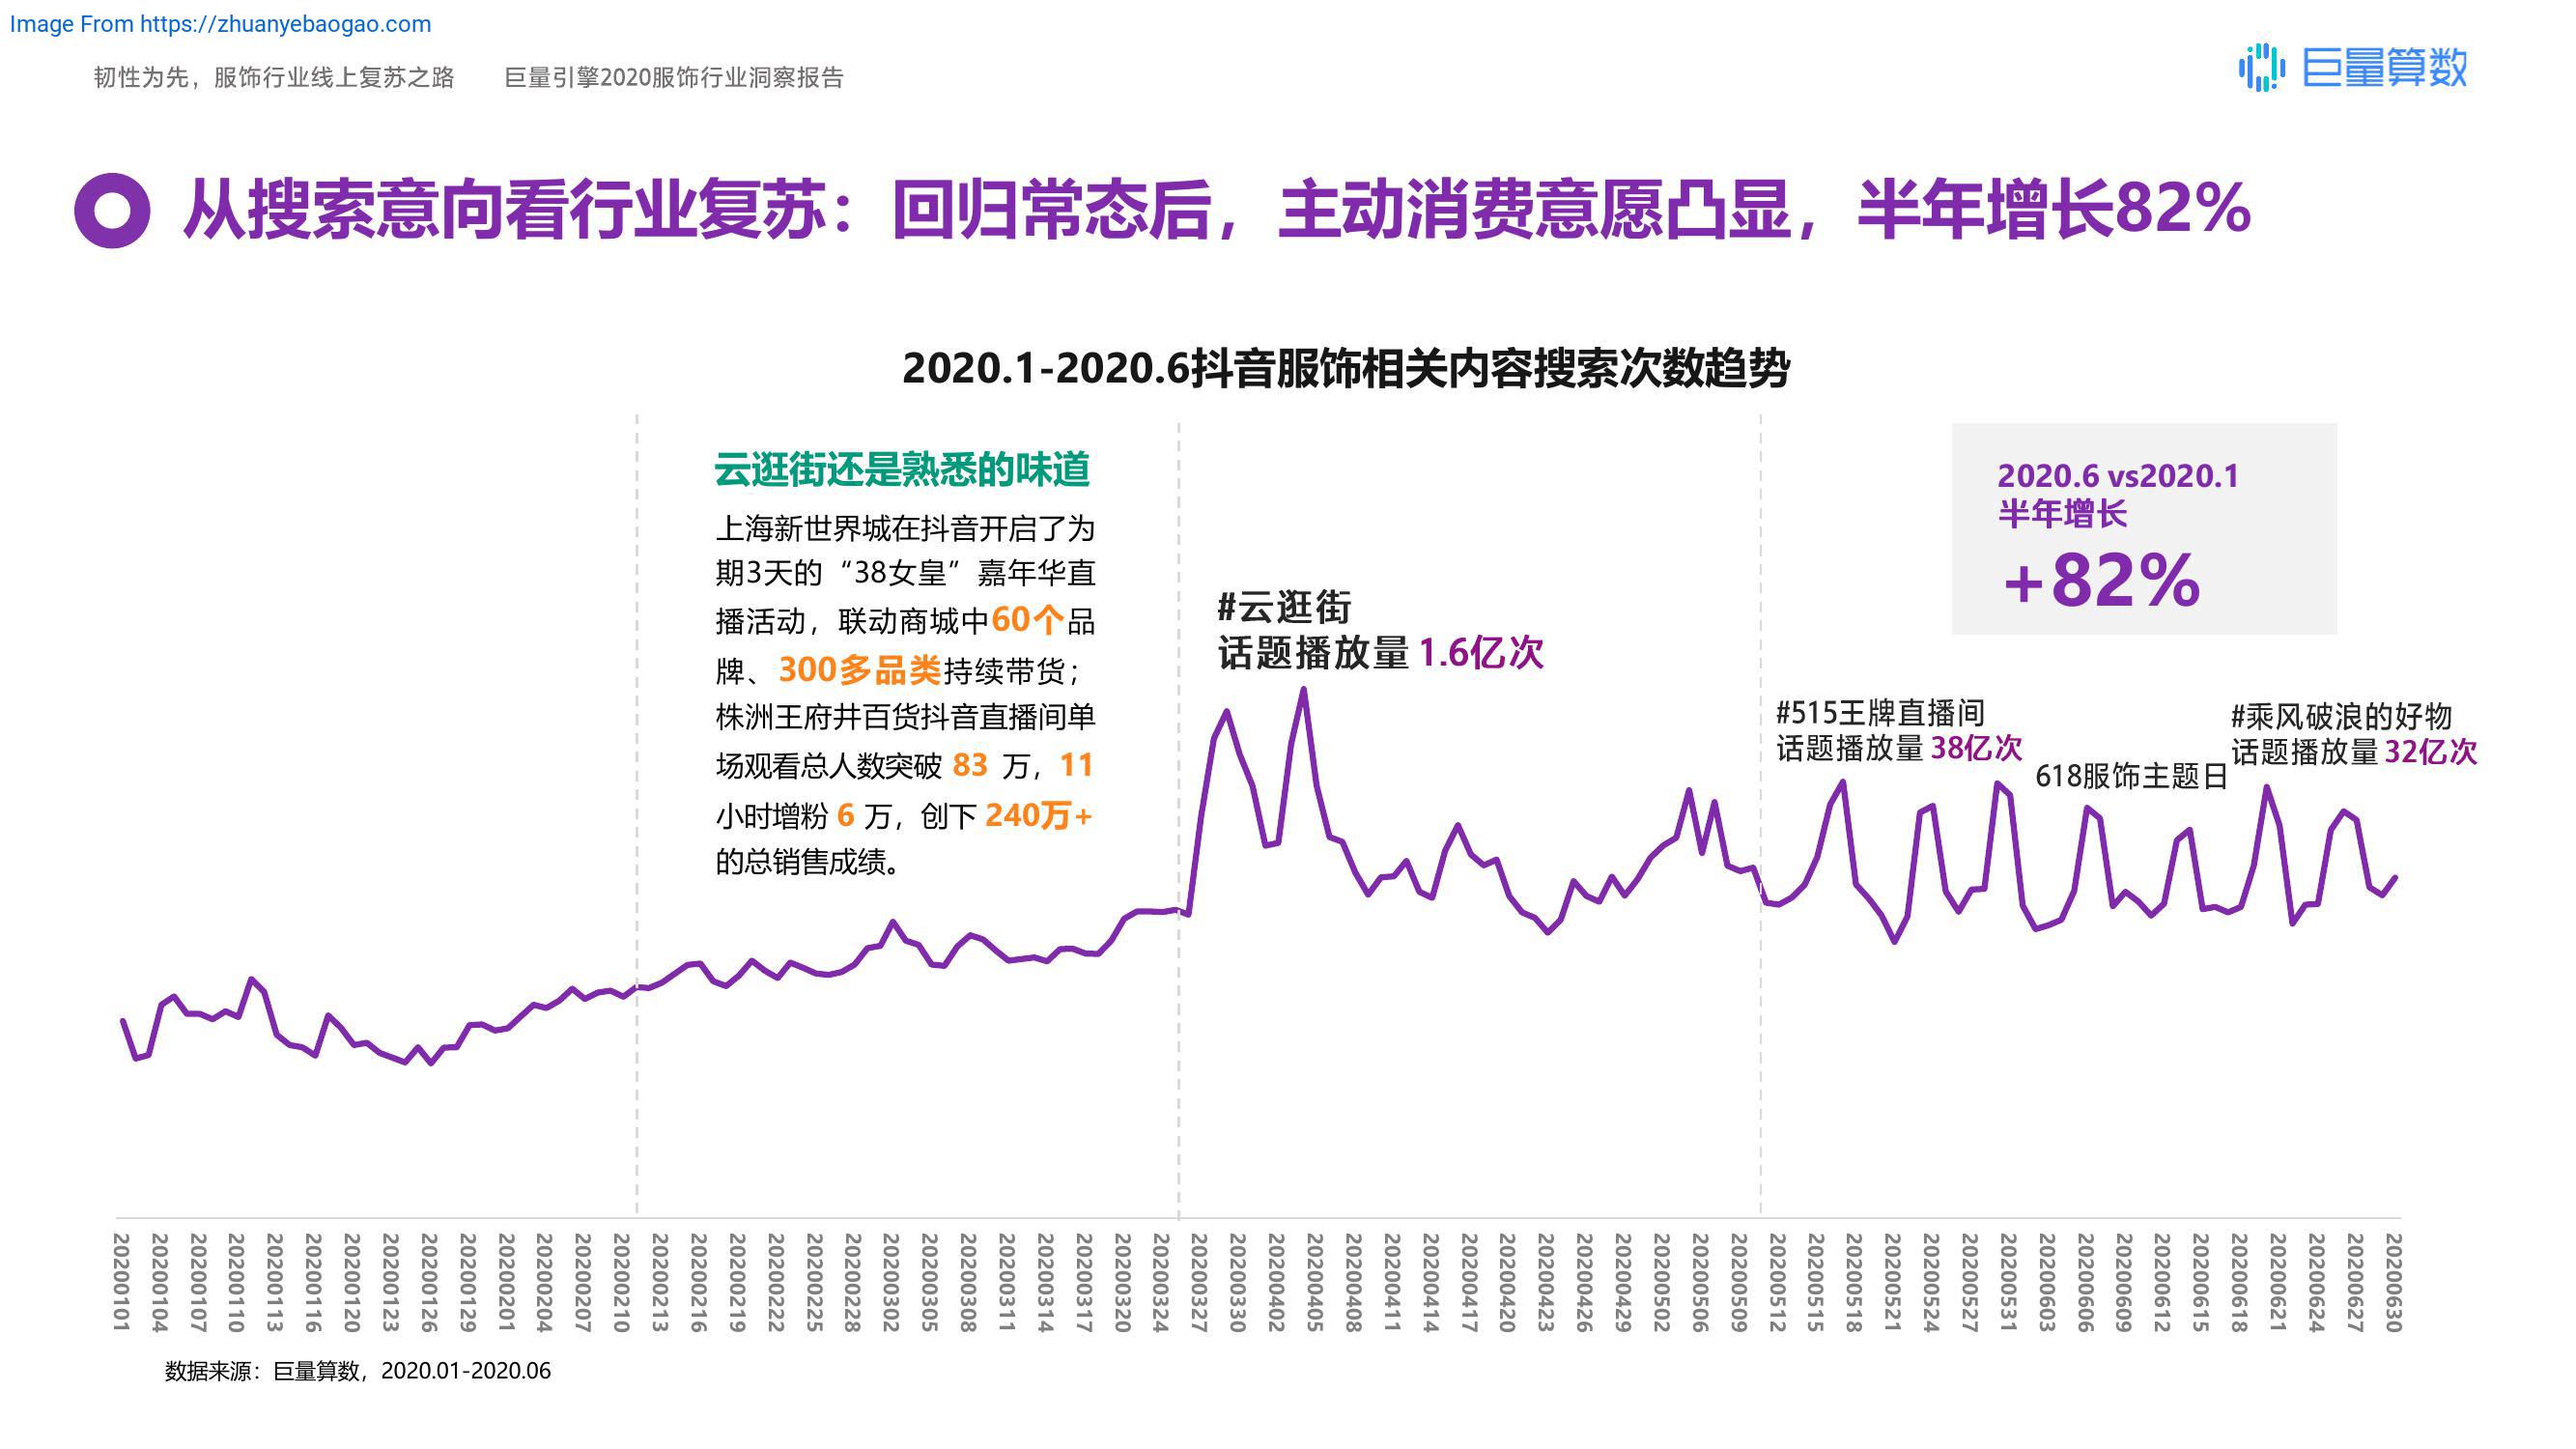 Image From https://zhuanyebaogao.com
韧性为先，服饰行业线上复苏之路 巨量引擎2020服饰行业洞察报告
巨量算数
从搜索意向看行业复苏：回归常态后，主动消费意愿凸显，半年增长82%
2020.1-2020.6抖音服饰相关内容搜索次数趋势
云逛街还是熟悉的味道
上海新世界城在抖音开启了为
期3天的“38女皇”嘉年华直
播活动，联动商城中60个品
牌、300多品类持续带货；
株洲王府井百货抖音直播间单
场观看总人数突破 83 万，11
小时增粉 6 万，创下 240万+
的总销售成绩。
#云逛街
话题播放量 1.6亿次
2020.6 vs2020.1
半年增长
+82%
#515王牌直播间
话题播放量 38亿次
618服饰主题日
#乘风破浪的好物
话题播放量 32亿次
20200101
20200104
20200107
20200110
20200113
20200116
20200120
20200123
20200126
20200129
20200201
20200204
20200207
20200210
20200213
20200216
20200219
20200222
20200225
20200228
20200302
20200305
20200308
20200311
20200314
20200317
20200320
20200324
20200327
20200330
20200402
20200405
20200408
20200411
20200414
20200417
20200420
20200423
20200426
20200429
20200502
20200506
20200509
20200512
20200515
20200518
20200521
20200524
20200527
20200531
20200603
20200606
20200609
20200612
20200615
20200618
20200621
20200624
20200627
20200630
数据来源：巨量算数，2020.01-2020.06